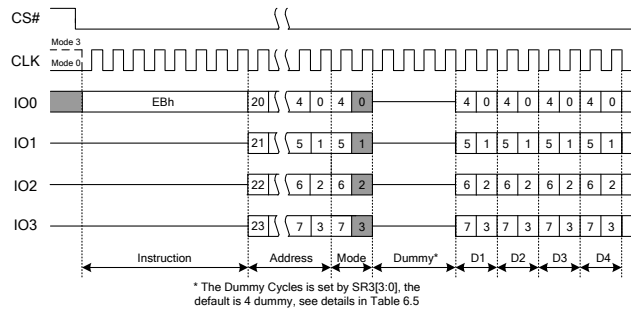 CS#
Mode 3
CLK
Mode 0
IO0 EBh 20 4 0 4 0 4 0 4 0 4 0 4 0
IO1 21 5 1 5 1 5 1 5 1 5 1 5 1
IO2 22 6 2 6 2 6 2 6 2 6 2 6 2
IO3 23 7 3 7 3 7 3 7 3 7 3 7 3
Instruction Address Mode Dummy* D1 D2 D3 D4
* The Dummy Cycles is set by SR3[3:0], the
default is 4 dummy, see details in Table 6.5